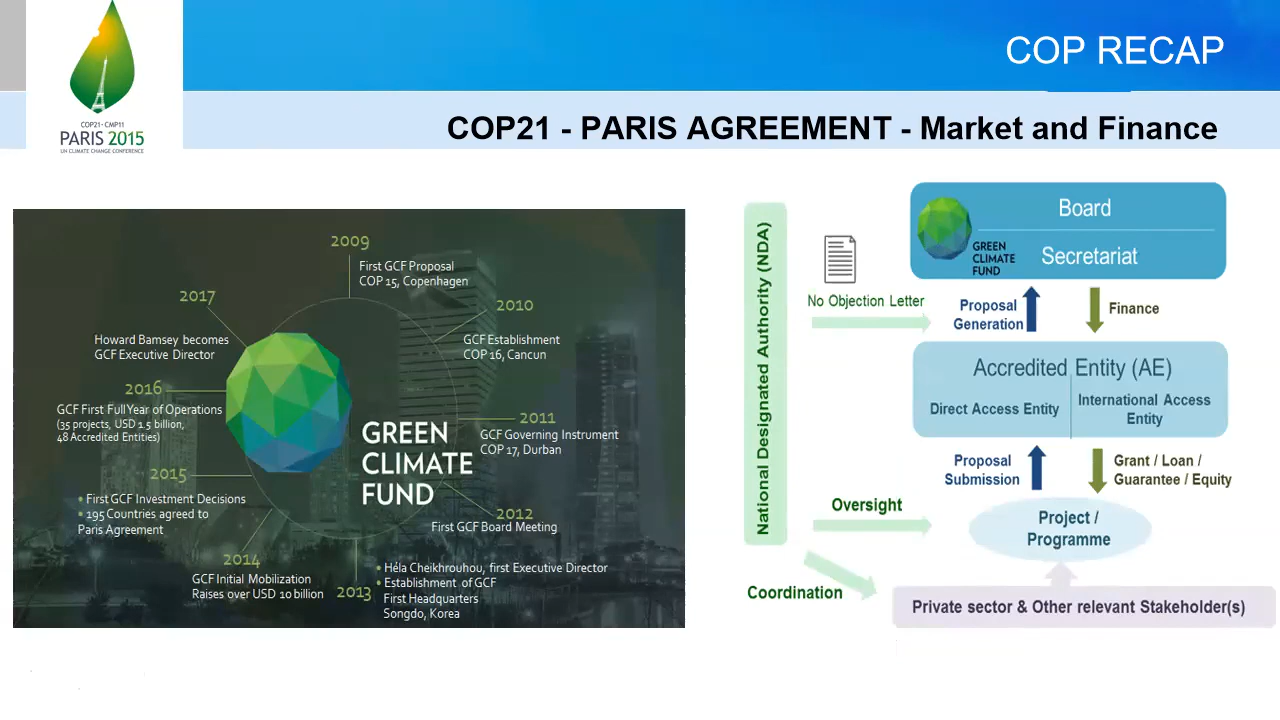 COP RECAP
COP21 - CMP11
PARIS 2015
UN CLIMATE CHANGE CONFERENCE
COP21 - PARIS AGREEMENT - Market and Finance
2009
First GCF Proposal
COP 15, Copenhagen
2010
GCF Establishment
COP 16, Cancun
2011
GCF Governing Instrument
COP 17, Durban
2012
First GCF Board Meeting
2013
• Héla Cheikhrouhou, first Executive Director
• Establishment of GCF
First Headquarters
Songdo, Korea
2014
GCF Initial Mobilization
Raises over USD 10 billion
2015
• First GCF Investment Decisions
• 195 Countries agreed to
Paris Agreement
2016
GCF First Full Year of Operations
(35 projects, USD 1.5 billion,
48 Accredited Entities)
2017
Howard Bamsey becomes
GCF Executive Director
GREEN
CLIMATE
FUND
National Designated Authority (NDA)
No Objection Letter
Oversight
Coordination
GREEN
CLIMATE
FUND
Board
Secretariat
Proposal
Generation
Finance
Accredited Entity (AE)
Direct Access Entity
International Access
Entity
Proposal
Submission
Grant / Loan /
Guarantee / Equity
Project /
Programme
Private sector & Other relevant Stakeholder(s)